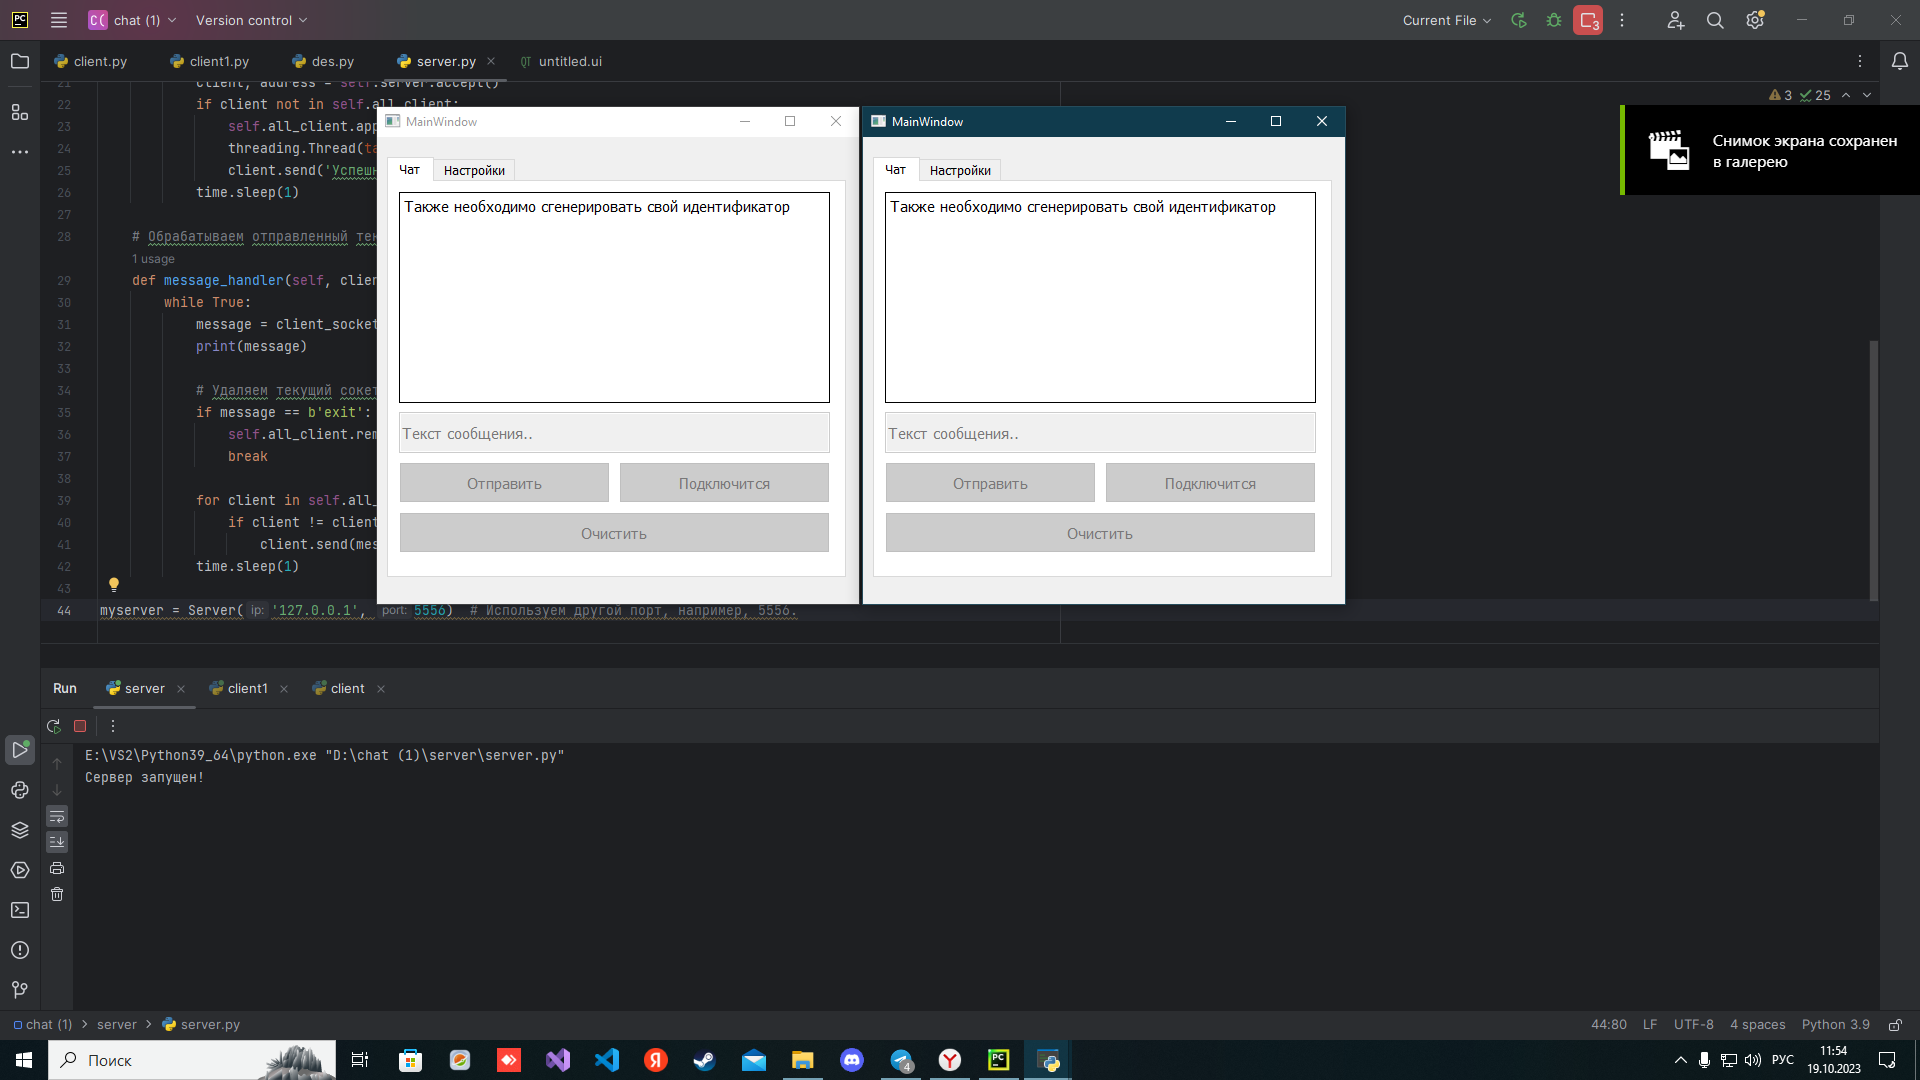 PC
C( chat (1)
Version control
Current File
3
client.py
client1.py
des.py
server.py
QT untitled.ui
3 25
21 client, address = self.server.accept()
22 if client not in self.all_client:
23 self.all_client.app
24 threading.Thread(ta
25 client.send('Успешн
26 time.sleep(1)
27
28 # Обрабатываем отправленный тек
1 usage
29 def message_handler(self, clien
30 while True:
31 message = client_socket
32 print(message)
33
34 # Удаляем текущий сокет
35 if message == b'exit':
36 self.all_client.rem
37 break
38
39 for client in self.all_
40 if client != client
41 client.send(mes
42 time.sleep(1)
43
44 myserver = Server( ip: '127.0.0.1', port: 5556) # Используем другой порт, например, 5556.
MainWindow
Чат
Настройки
Также необходимо сгенерировать свой идентификатор
Текст сообщения..
Отправить
Подключится
Очистить
MainWindow
Чат
Настройки
Также необходимо сгенерировать свой идентификатор
Текст сообщения..
Отправить
Подключится
Очистить
Снимок экрана сохранен
в галерею
Run
server
client1
client
E:\VS2\Python39_64\python.exe "D:\chat (1)\server\server.py"
Сервер запущен!
chat (1) > server > server.py
44:80
LF
UTF-8
4 spaces
Python 3.9
Поиск
Я
4
Y
PC
РУС
11:54
19.10.2023